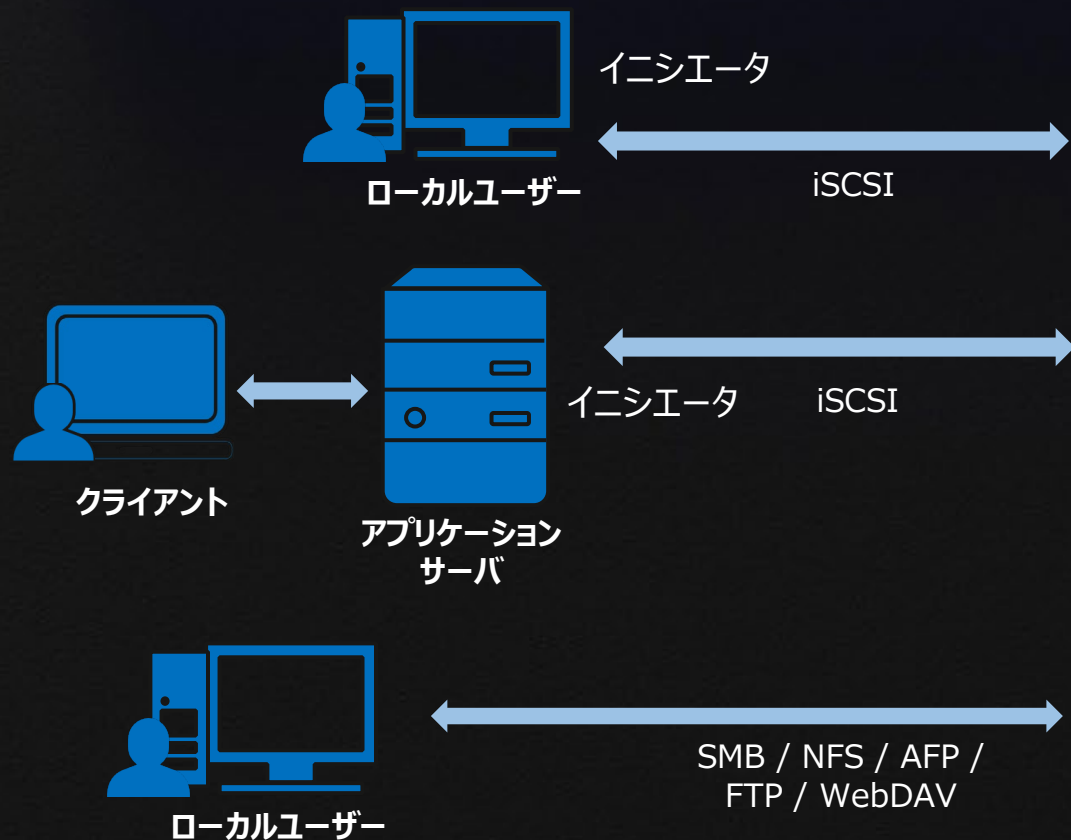 イニシエータ
iSCSI
ローカルユーザー
イニシエータ
iSCSI
クライアント
アプリケーション
サーバ
SMB / NFS / AFP /
FTP / WebDAV
ローカルユーザー